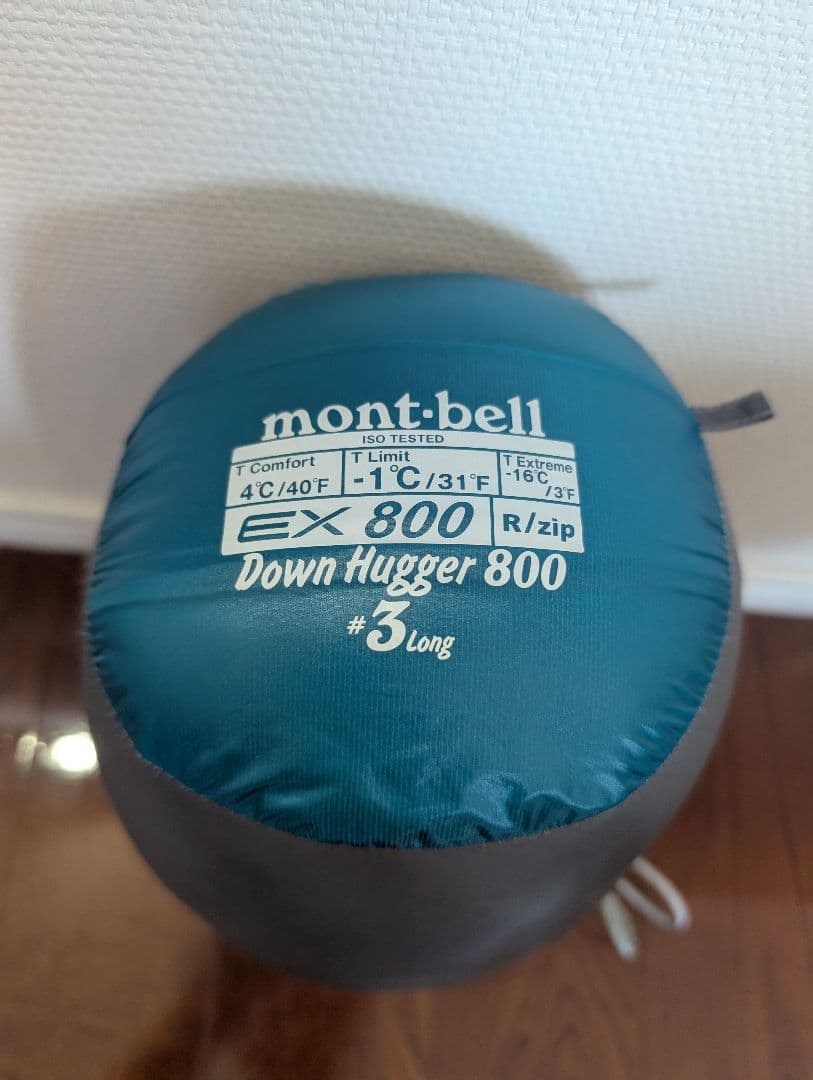 mont-bell
ISO TESTED
T Comfort
4℃/40℉
T Limit
-1℃/31℉
T Extreme
-16℃
/3℉
EX 800
R/zip
Down Hugger 800
#3 Long